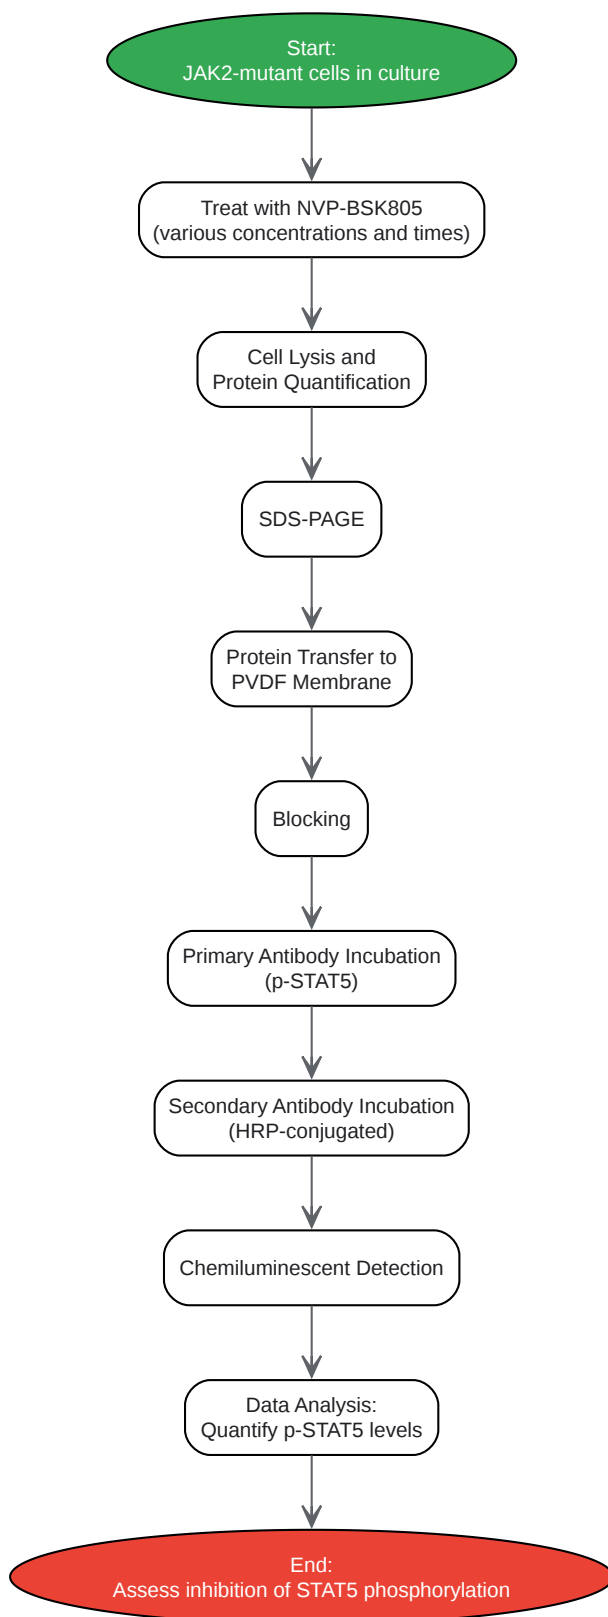 Start:
JAK2-mutant cells in culture
Treat with NVP-BSK805
(various concentrations and times)
Cell Lysis and
Protein Quantification
SDS-PAGE
Protein Transfer to
PVDF Membrane
Blocking
Primary Antibody Incubation
(p-STAT5)
Secondary Antibody Incubation
(HRP-conjugated)
Chemiluminescent Detection
Data Analysis:
Quantify p-STAT5 levels
End:
Assess inhibition of STAT5 phosphorylation